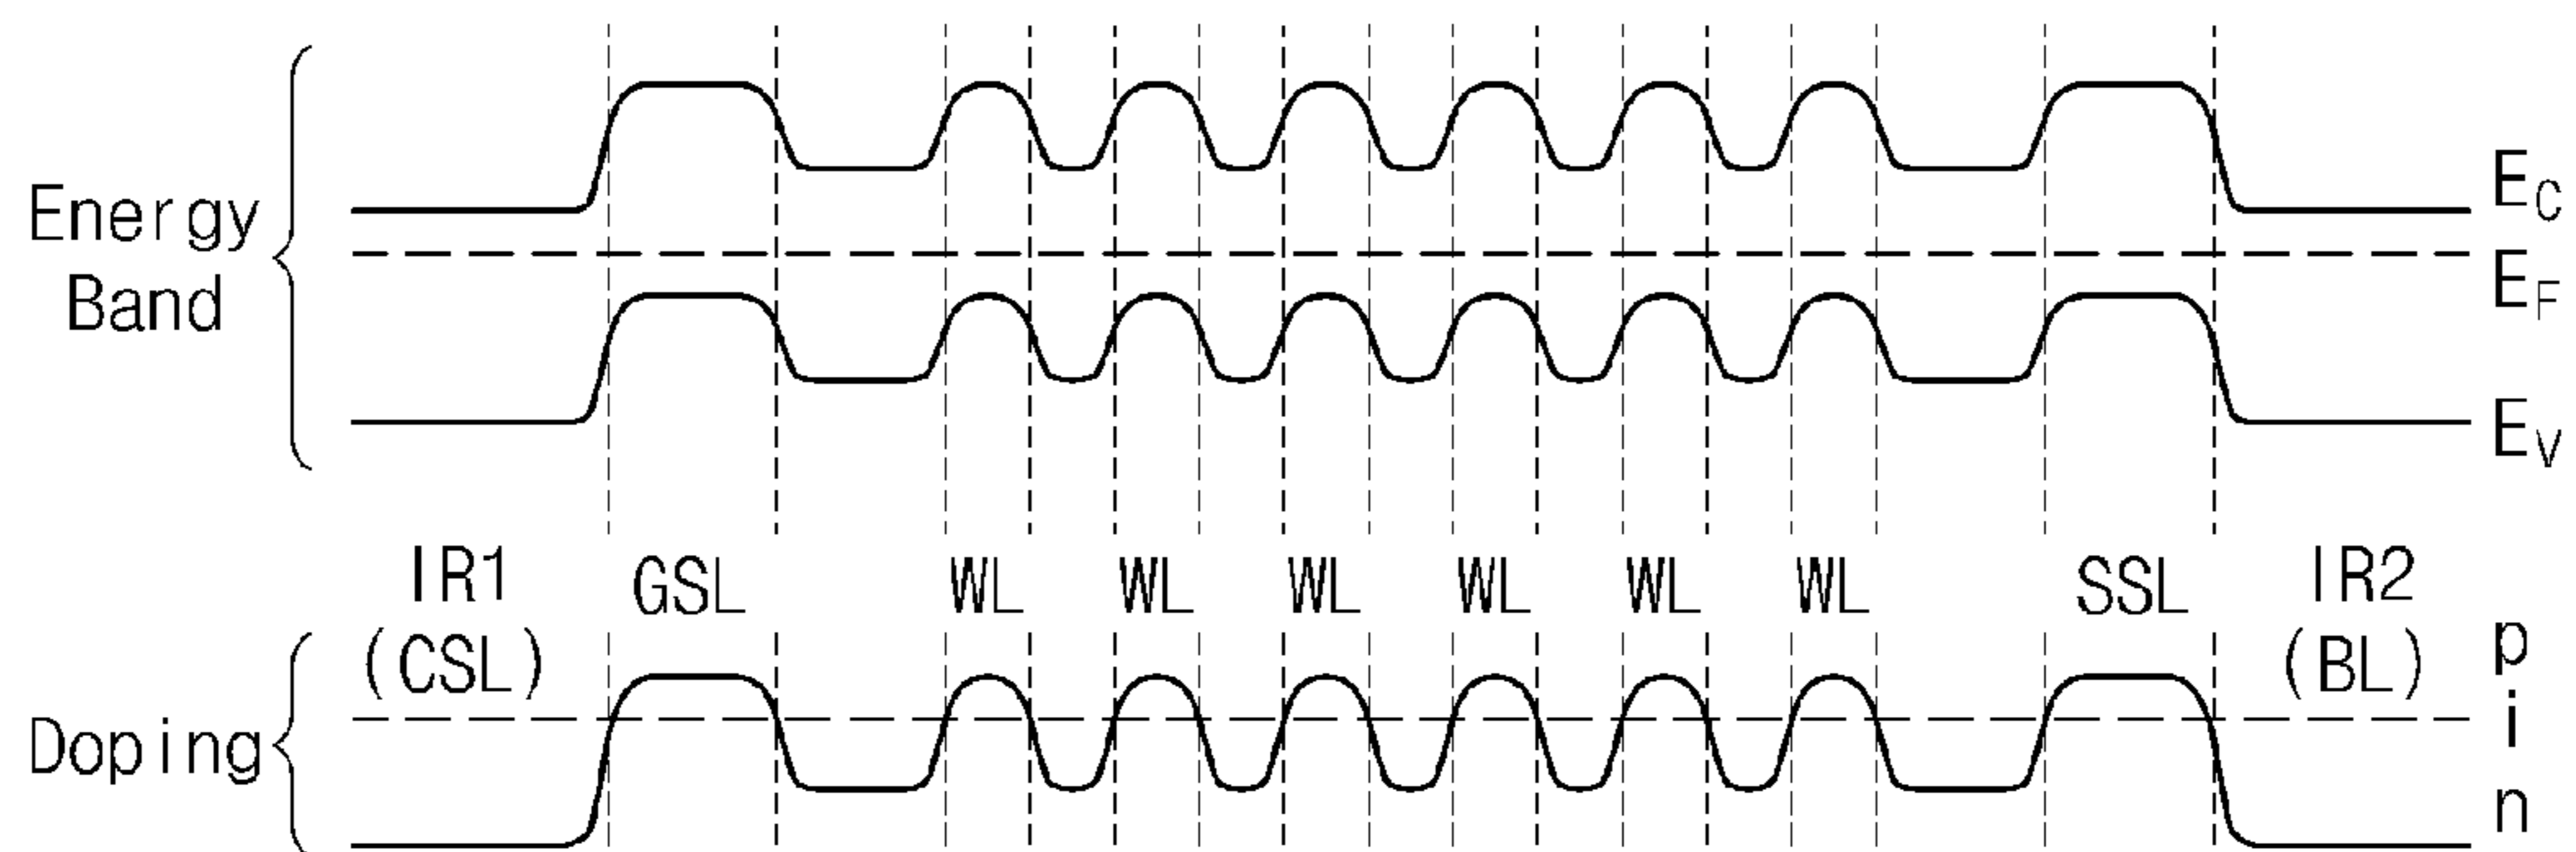 Energy
Band
E_C
E_F
E_V
IR1
(CSL)
GSL
WL
WL
WL
WL
WL
WL
SSL
IR2
(BL)
Doping
p
i
n